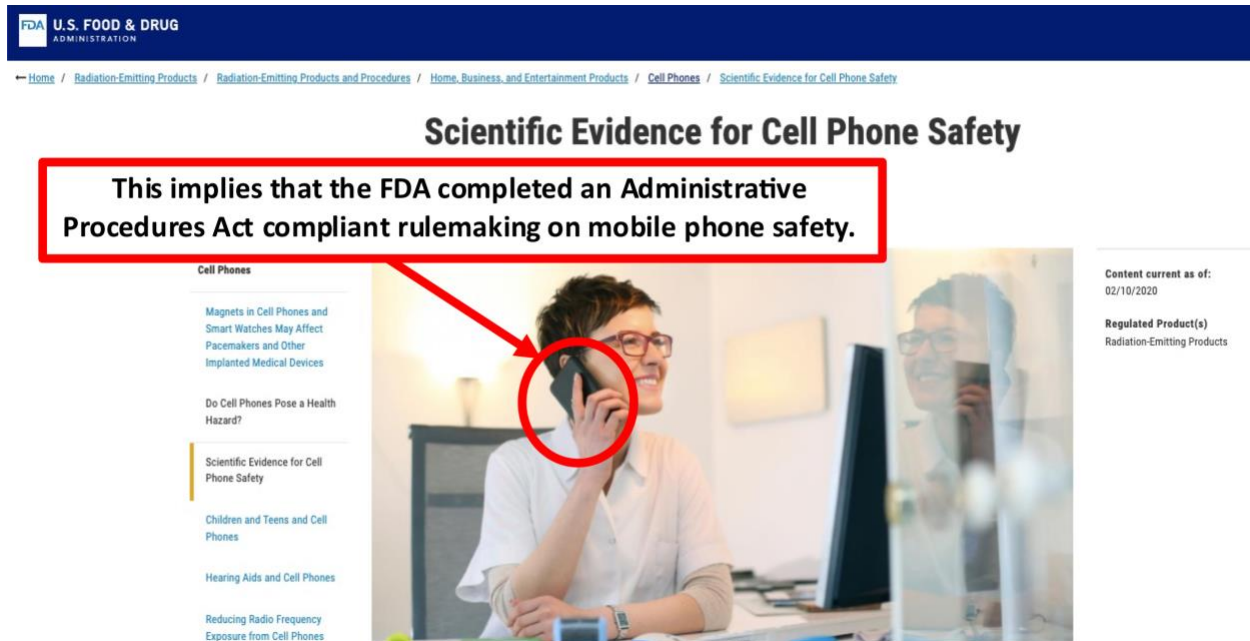 FDA U.S. FOOD & DRUG
ADMINISTRATION
Home / Radiation-Emitting Products / Radiation-Emitting Products and Procedures / Home, Business, and Entertainment Products / Cell Phones / Scientific Evidence for Cell Phone Safety
Scientific Evidence for Cell Phone Safety
This implies that the FDA completed an Administrative
Procedures Act compliant rulemaking on mobile phone safety.
Cell Phones
Magnets in Cell Phones and
Smart Watches May Affect
Pacemakers and Other
Implanted Medical Devices
Do Cell Phones Pose a Health
Hazard?
Scientific Evidence for Cell
Phone Safety
Children and Teens and Cell
Phones
Hearing Aids and Cell Phones
Reducing Radio Frequency
Exposure from Cell Phones
Content current as of:
02/10/2020
Regulated Product(s)
Radiation-Emitting Products